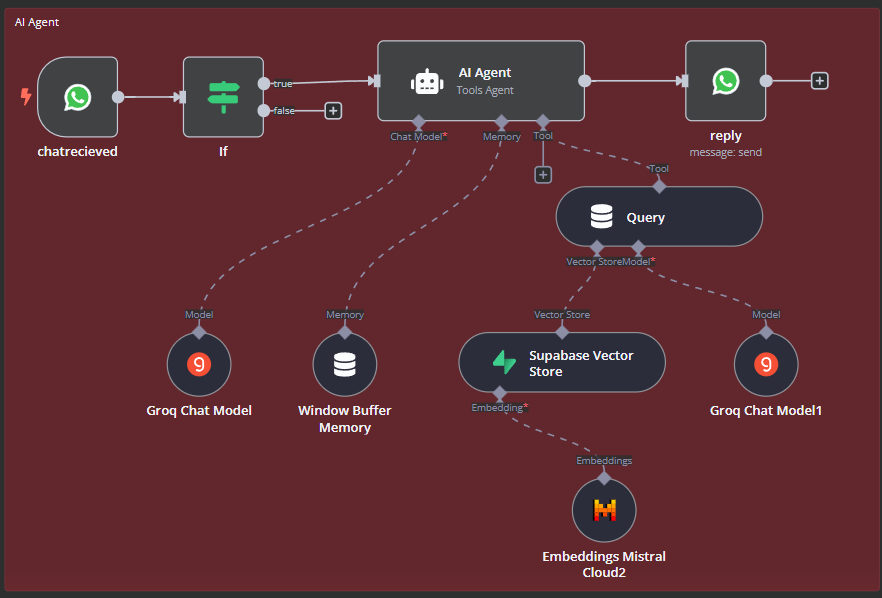 AI Agent
true
false
chatrecieved
If
AI Agent
Tools Agent
Chat Model*
Memory
Tool
reply
message: send
Tool
Query
Vector Store
Model*
Model
Memory
Vector Store
Model
Groq Chat Model
Window Buffer
Memory
Supabase Vector
Store
Groq Chat Model1
Embedding*
Embeddings
Embeddings Mistral
Cloud2